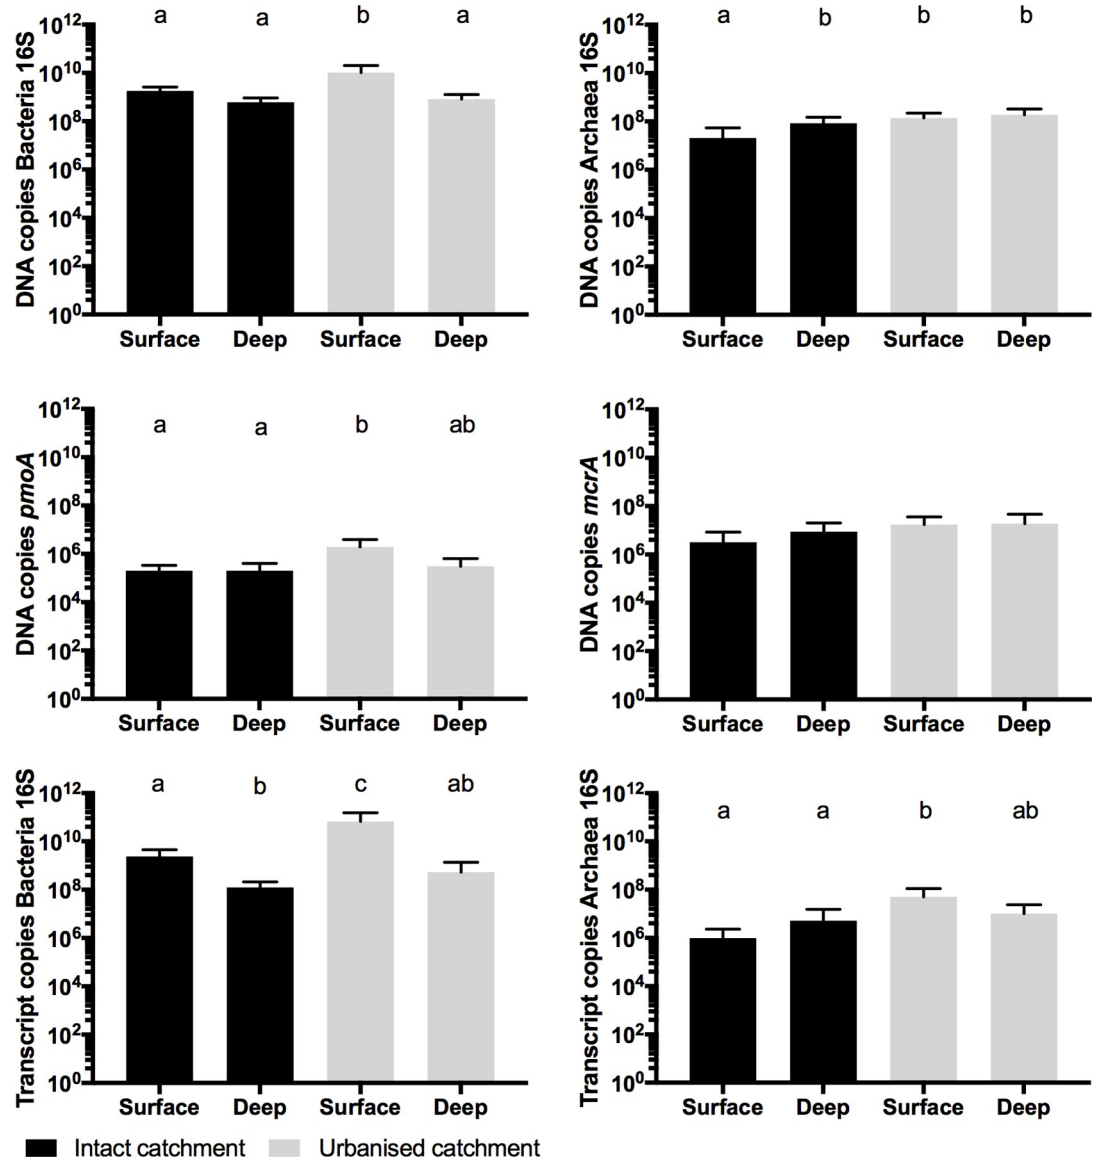 a a b a
DNA copies Bacteria 16S
10¹²
10¹⁰
10⁸
10⁶
10⁴
10²
10⁰
Surface Deep Surface Deep
a b b b
DNA copies Archaea 16S
10¹²
10¹⁰
10⁸
10⁶
10⁴
10²
10⁰
Surface Deep Surface Deep
a a b ab
DNA copies pmoA
10¹²
10¹⁰
10⁸
10⁶
10⁴
10²
10⁰
Surface Deep Surface Deep
DNA copies mcrA
10¹²
10¹⁰
10⁸
10⁶
10⁴
10²
10⁰
Surface Deep Surface Deep
a b c ab
Transcript copies Bacteria 16S
10¹²
10¹⁰
10⁸
10⁶
10⁴
10²
10⁰
Surface Deep Surface Deep
a a b ab
Transcript copies Archaea 16S
10¹²
10¹⁰
10⁸
10⁶
10⁴
10²
10⁰
Surface Deep Surface Deep
Intact catchment Urbanised catchment